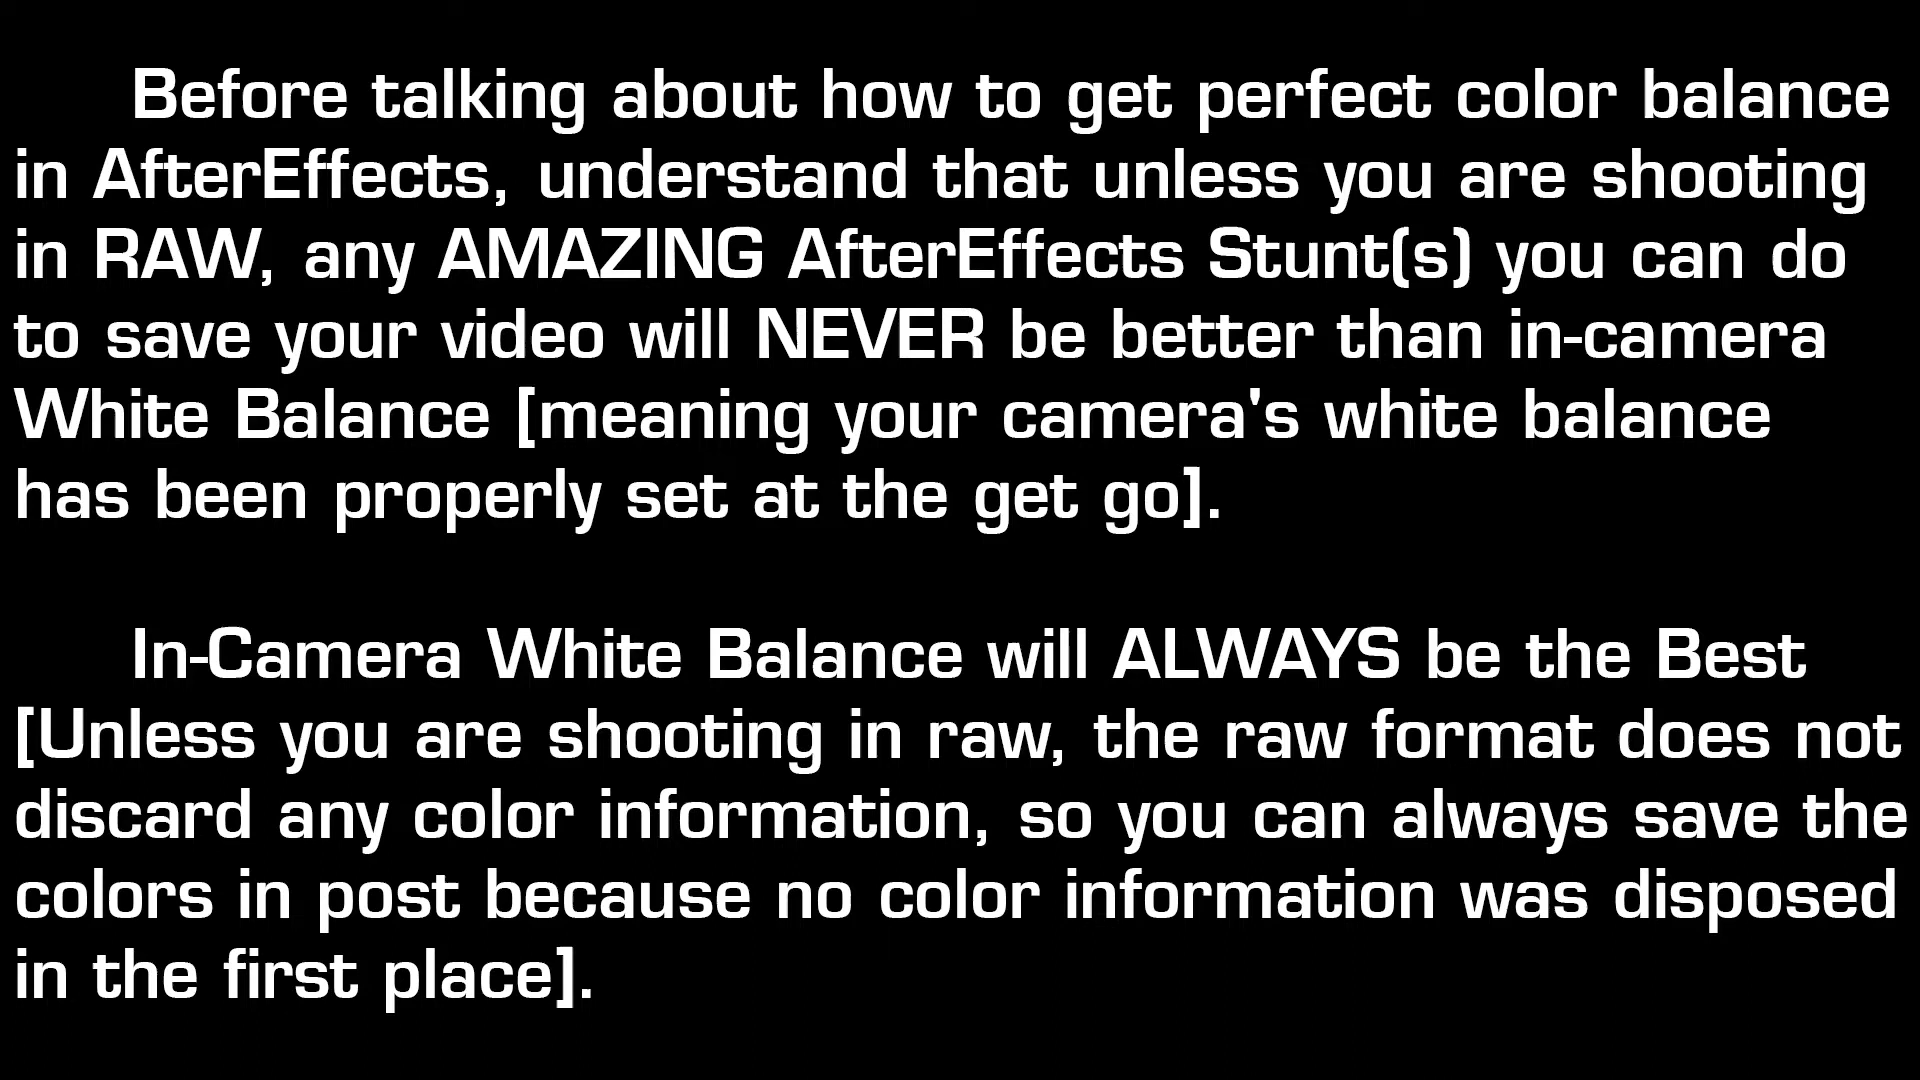 Before talking about how to get perfect color balance
in AfterEffects, understand that unless you are shooting
in RAW, any AMAZING AfterEffects Stunt(s) you can do
to save your video will NEVER be better than in-camera
White Balance [meaning your camera's white balance
has been properly set at the get go].
In-Camera White Balance will ALWAYS be the Best
[Unless you are shooting in raw, the raw format does not
discard any color information, so you can always save the
colors in post because no color information was disposed
in the first place].